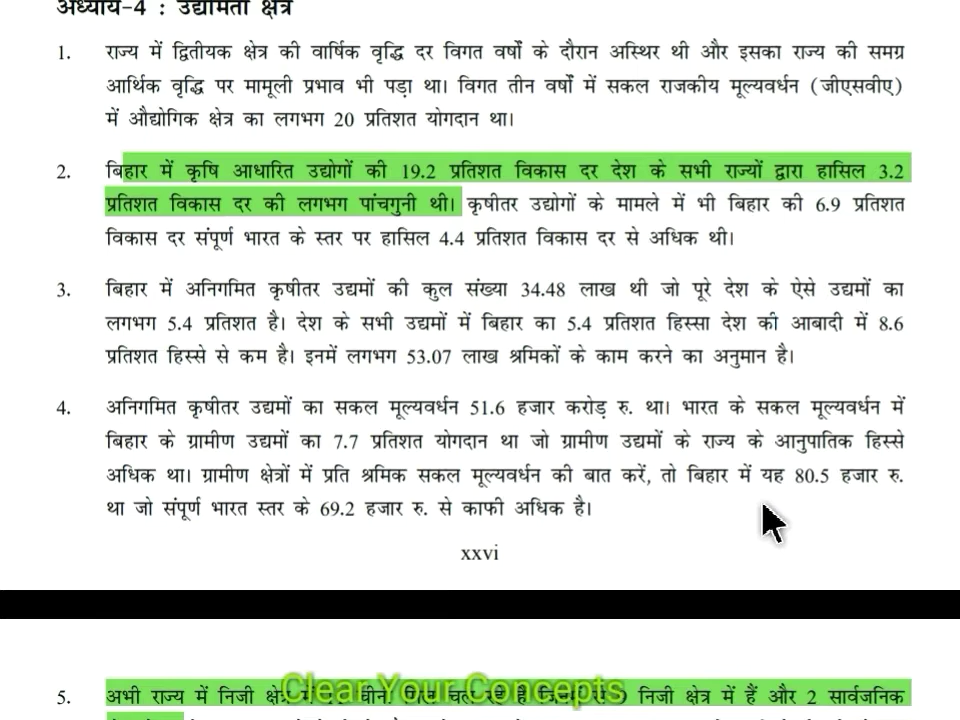 अध्याय-4 : उद्यमिता क्षेत्र
1. राज्य में द्वितीयक क्षेत्र की वार्षिक वृद्धि दर विगत वर्षों के दौरान अस्थिर थी और इसका राज्य की समग्र
आर्थिक वृद्धि पर मामूली प्रभाव भी पड़ा था। विगत तीन वर्षों में सकल राजकीय मूल्यवर्धन (जीएसवीए)
में औद्योगिक क्षेत्र का लगभग 20 प्रतिशत योगदान था।
2. बिहार में कृषि आधारित उद्योगों की 19.2 प्रतिशत विकास दर देश के सभी राज्यों द्वारा हासिल 3.2
प्रतिशत विकास दर की लगभग पांचगुनी थी। कृषीतर उद्योगों के मामले में भी बिहार की 6.9 प्रतिशत
विकास दर संपूर्ण भारत के स्तर पर हासिल 4.4 प्रतिशत विकास दर से अधिक थी।
3. बिहार में अनिगमित कृषीतर उद्यमों की कुल संख्या 34.48 लाख थी जो पूरे देश के ऐसे उद्यमों का
लगभग 5.4 प्रतिशत है। देश के सभी उद्यमों में बिहार का 5.4 प्रतिशत हिस्सा देश की आबादी में 8.6
प्रतिशत हिस्से से कम है। इनमें लगभग 53.07 लाख श्रमिकों के काम करने का अनुमान है।
4. अनिगमित कृषीतर उद्यमों का सकल मूल्यवर्धन 51.6 हजार करोड़ रु. था। भारत के सकल मूल्यवर्धन में
बिहार के ग्रामीण उद्यमों का 7.7 प्रतिशत योगदान था जो ग्रामीण उद्यमों के राज्य के आनुपातिक हिस्से
अधिक था। ग्रामीण क्षेत्रों में प्रति श्रमिक सकल मूल्यवर्धन की बात करें, तो बिहार में यह 80.5 हजार रु.
था जो संपूर्ण भारत स्तर के 69.2 हजार रु. से काफी अधिक है।
xxvi
5. अभी राज्य में निजी क्षेत्र निजी क्षेत्र में हैं और 2 सार्वजनिक
Clear Your Concepts